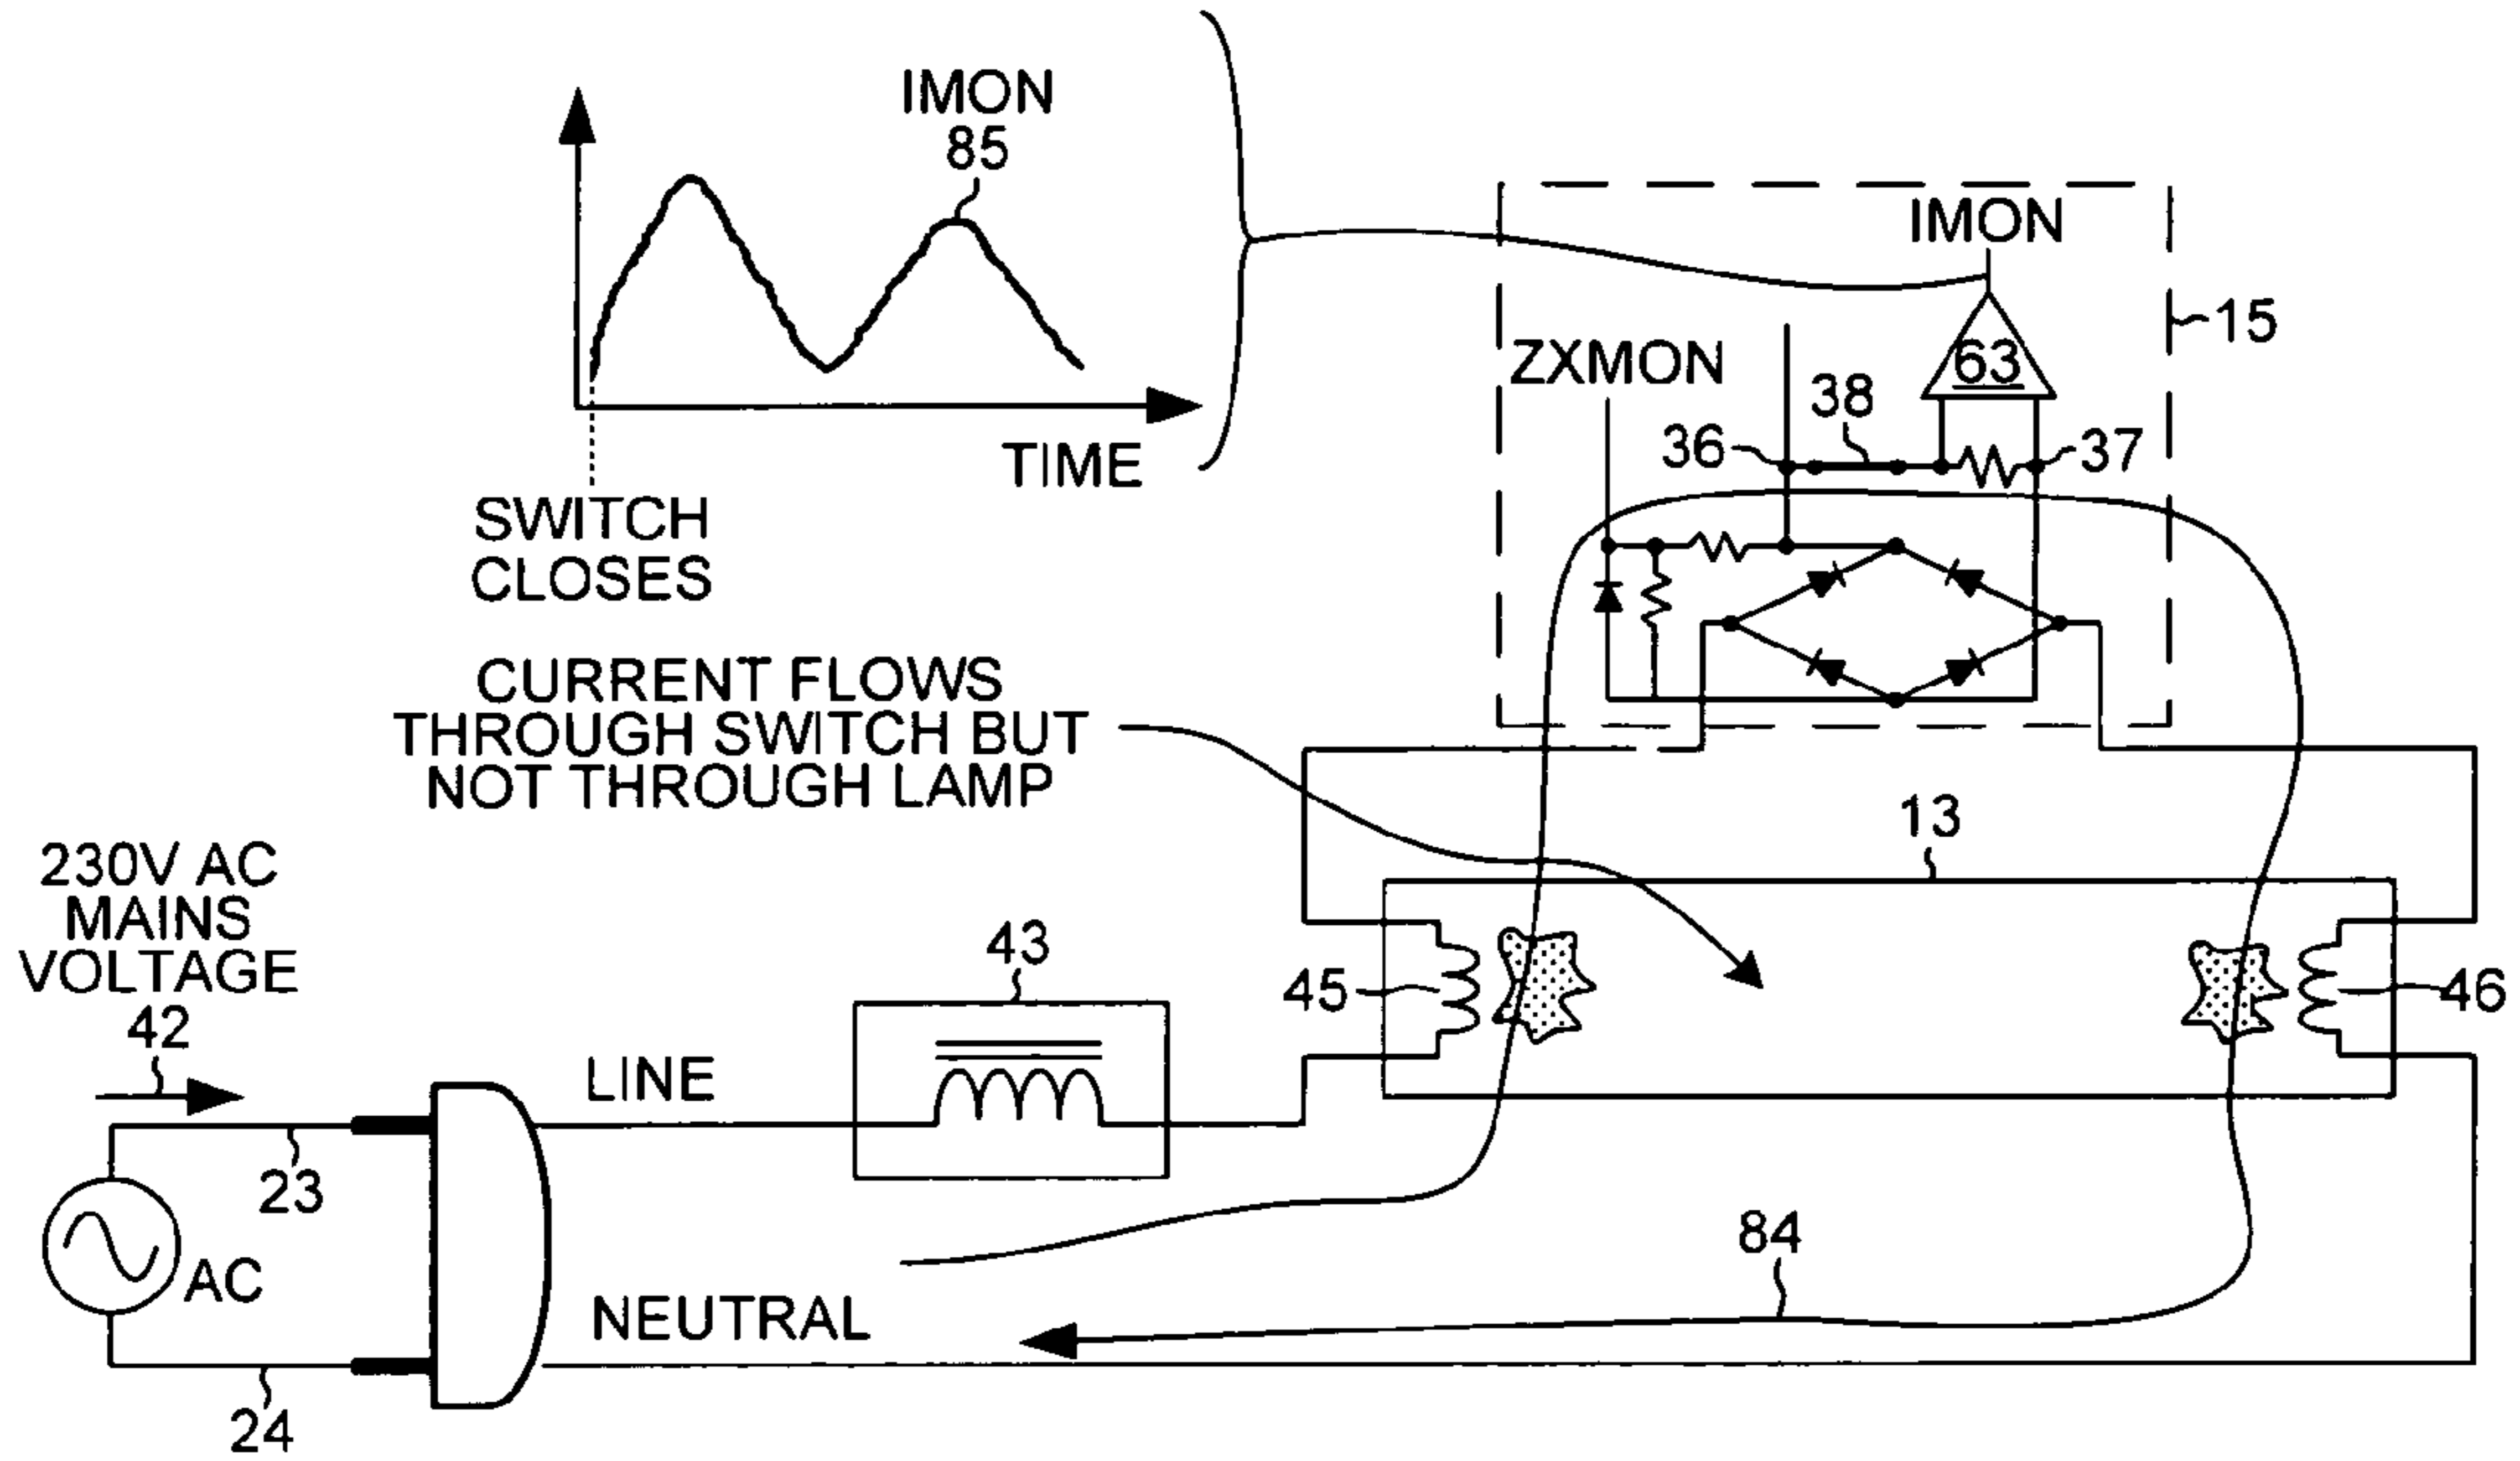 IMON
85
TIME
SWITCH
CLOSES
IMON
63
15
ZXMON
38
36
37
CURRENT FLOWS
THROUGH SWITCH BUT
NOT THROUGH LAMP
13
230V AC
MAINS
VOLTAGE
42
43
45
46
LINE
23
AC
84
NEUTRAL
24